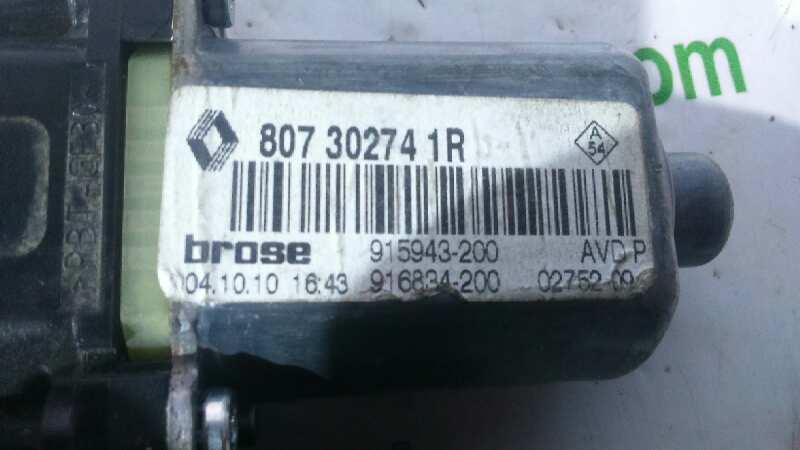 807 30274 1R
A
54
brose 915943-200 AVD P
04.10.10 16:43 916834-200 02752-09
om